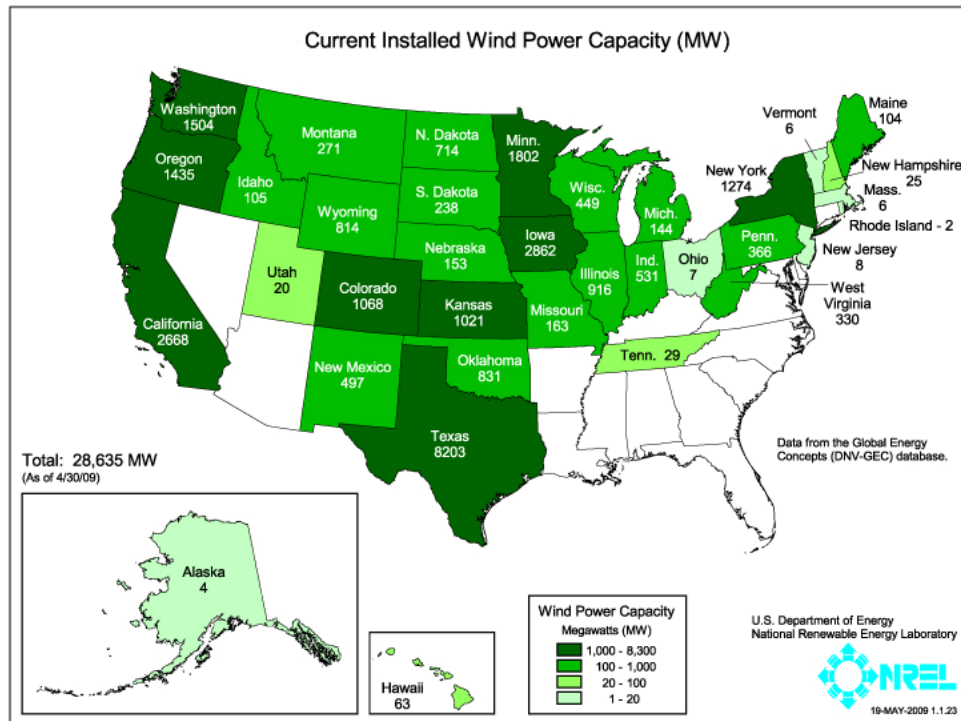 Current Installed Wind Power Capacity (MW)
Washington
1504
Oregon
1435
California
2668
Idaho
105
Montana
271
Wyoming
814
Utah
20
Colorado
1068
New Mexico
497
N. Dakota
714
S. Dakota
238
Nebraska
153
Kansas
1021
Oklahoma
831
Texas
8203
Minn.
1802
Iowa
2862
Missouri
163
Wisc.
449
Illinois
916
Mich.
144
Ind.
531
Ohio
7
Tenn. 29
Penn.
366
New York
1274
Vermont
6
Maine
104
New Hampshire
25
Mass.
6
Rhode Island - 2
New Jersey
8
West
Virginia
330
Data from the Global Energy
Concepts (DNV-GEC) database.
Total: 28,635 MW
(As of 4/30/09)
Alaska
4
Hawaii
63
Wind Power Capacity
Megawatts (MW)
1,000 - 8,300
100 - 1,000
20 - 100
1 - 20
U.S. Department of Energy
National Renewable Energy Laboratory
NREL
19-MAY-2009 1.1.23